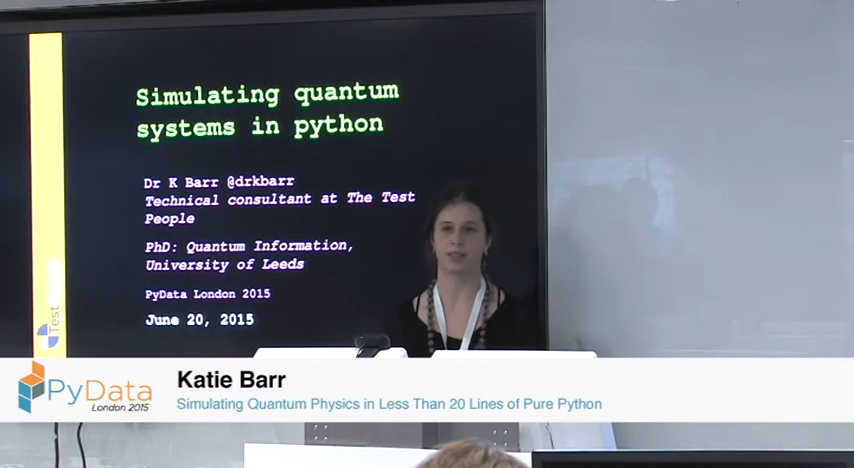 Simulating quantum
systems in python
Dr K Barr @drkbarr
Technical consultant at The Test
People
PhD: Quantum Information,
University of Leeds
PyData London 2015
June 20, 2015
Test
PyData
London 2015
Katie Barr
Simulating Quantum Physics in Less Than 20 Lines of Pure Python